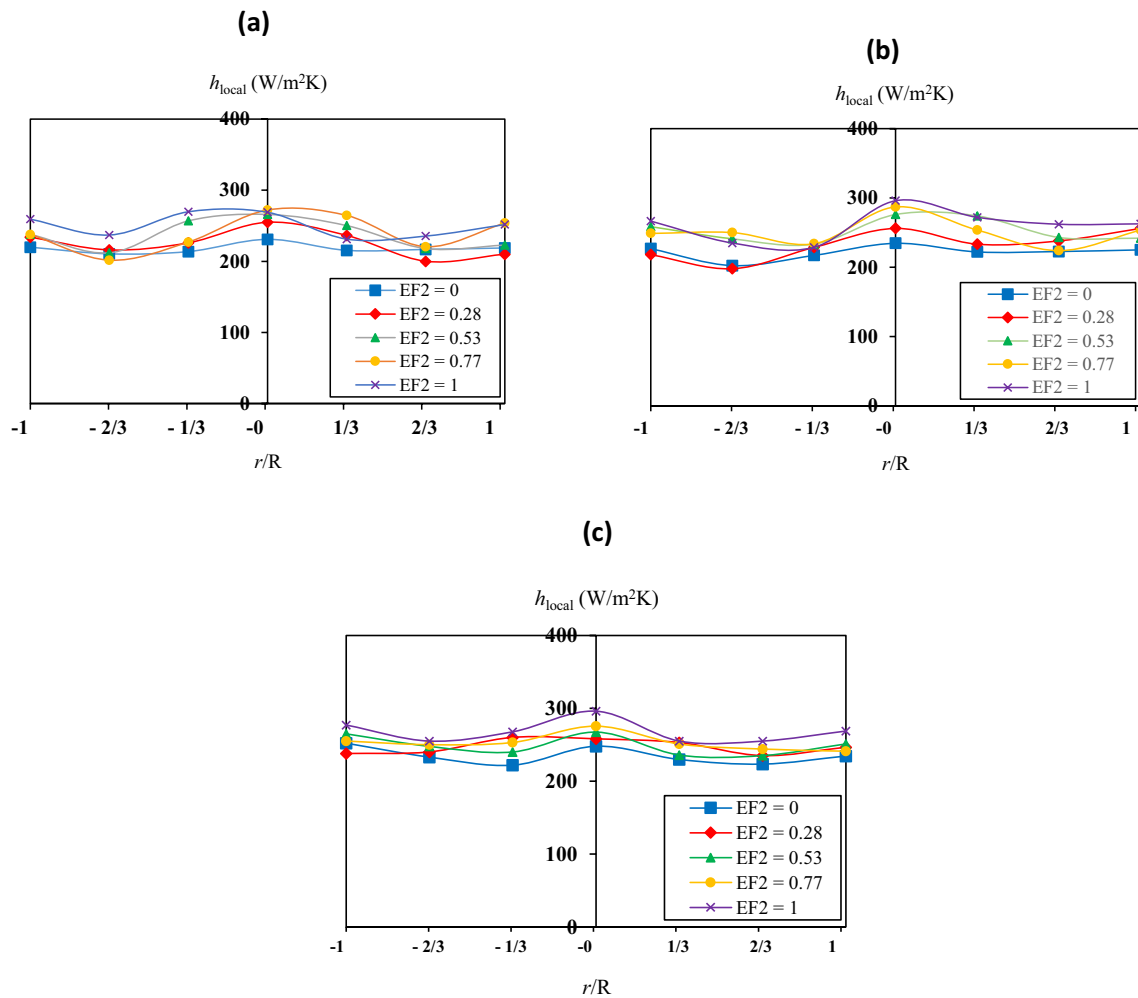 (a)
h_local (W/m²K)
400
300
200
100
0
-1 - 2/3 - 1/3 -0 1/3 2/3 1
r/R
EF2 = 0
EF2 = 0.28
EF2 = 0.53
EF2 = 0.77
EF2 = 1
(b)
h_local (W/m²K)
400
300
200
100
0
-1 - 2/3 - 1/3 -0 1/3 2/3 1
r/R
EF2 = 0
EF2 = 0.28
EF2 = 0.53
EF2 = 0.77
EF2 = 1
(c)
h_local (W/m²K)
400
300
200
100
0
-1 - 2/3 - 1/3 -0 1/3 2/3 1
r/R
EF2 = 0
EF2 = 0.28
EF2 = 0.53
EF2 = 0.77
EF2 = 1